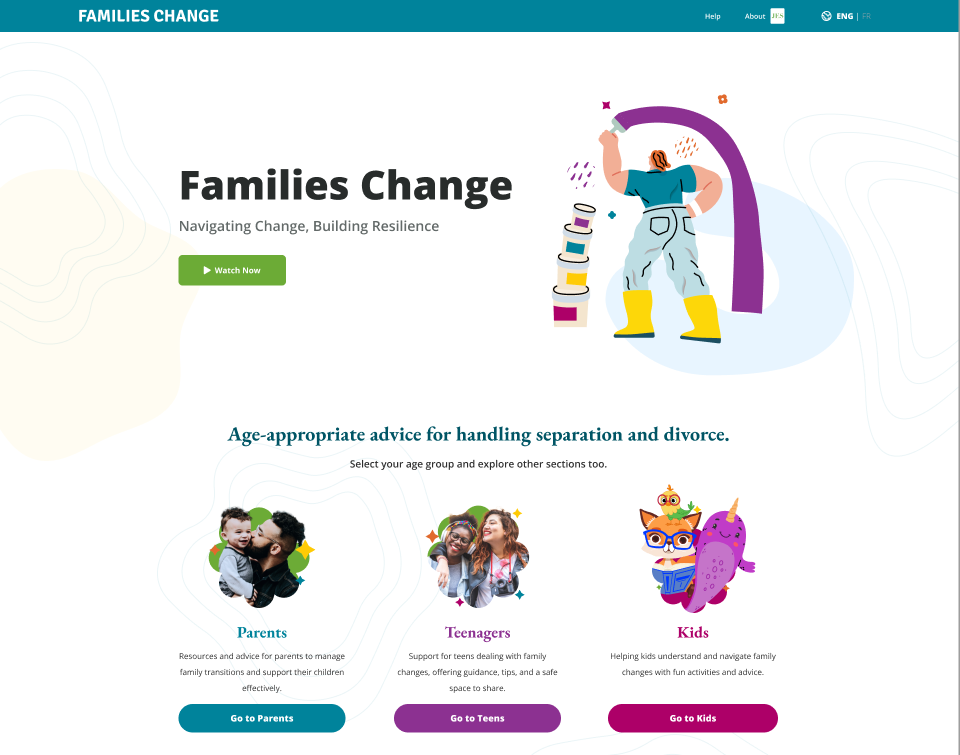 FAMILIES CHANGE
Help
About JES
ENG | FR
Families Change
Navigating Change, Building Resilience
Watch Now
Age-appropriate advice for handling separation and divorce.
Select your age group and explore other sections too.
Parents
Resources and advice for parents to manage
family transitions and support their children
effectively.
Go to Parents
Teenagers
Support for teens dealing with family
changes, offering guidance, tips, and a safe
space to share.
Go to Teens
Kids
Helping kids understand and navigate family
changes with fun activities and advice.
Go to Kids